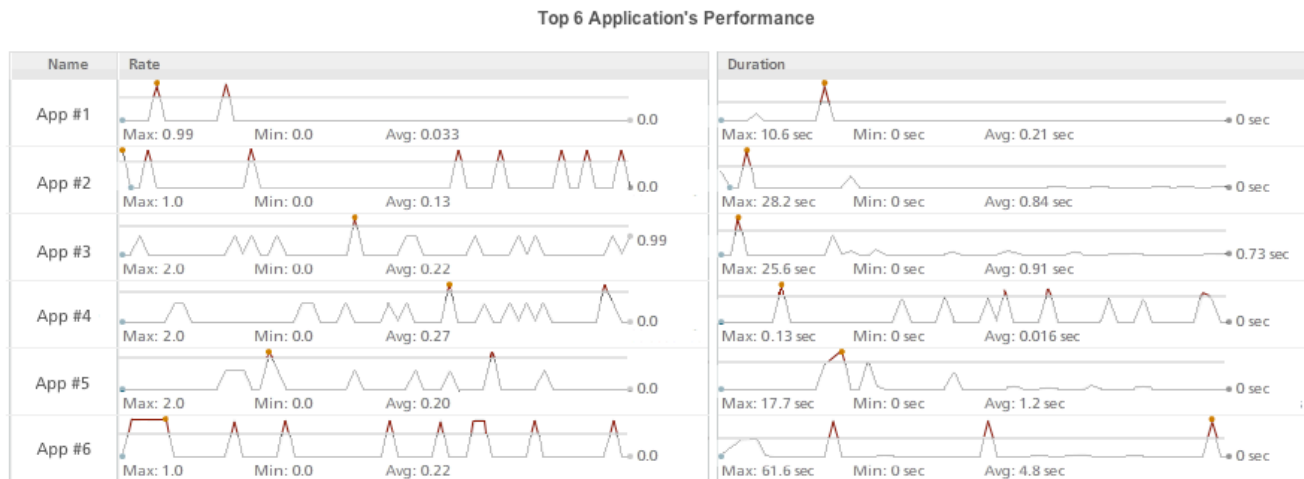 Top 6 Application's Performance
Name Rate Duration
App #1 0.0 0 sec
Max: 0.99 Min: 0.0 Avg: 0.033 Max: 10.6 sec Min: 0 sec Avg: 0.21 sec
App #2 0.0 0 sec
Max: 1.0 Min: 0.0 Avg: 0.13 Max: 28.2 sec Min: 0 sec Avg: 0.84 sec
App #3 0.99 0.73 sec
Max: 2.0 Min: 0.0 Avg: 0.22 Max: 25.6 sec Min: 0 sec Avg: 0.91 sec
App #4 0.0 0 sec
Max: 2.0 Min: 0.0 Avg: 0.27 Max: 0.13 sec Min: 0 sec Avg: 0.016 sec
App #5 0.0 0 sec
Max: 2.0 Min: 0.0 Avg: 0.20 Max: 17.7 sec Min: 0 sec Avg: 1.2 sec
App #6 0.0 0 sec
Max: 1.0 Min: 0.0 Avg: 0.22 Max: 61.6 sec Min: 0 sec Avg: 4.8 sec